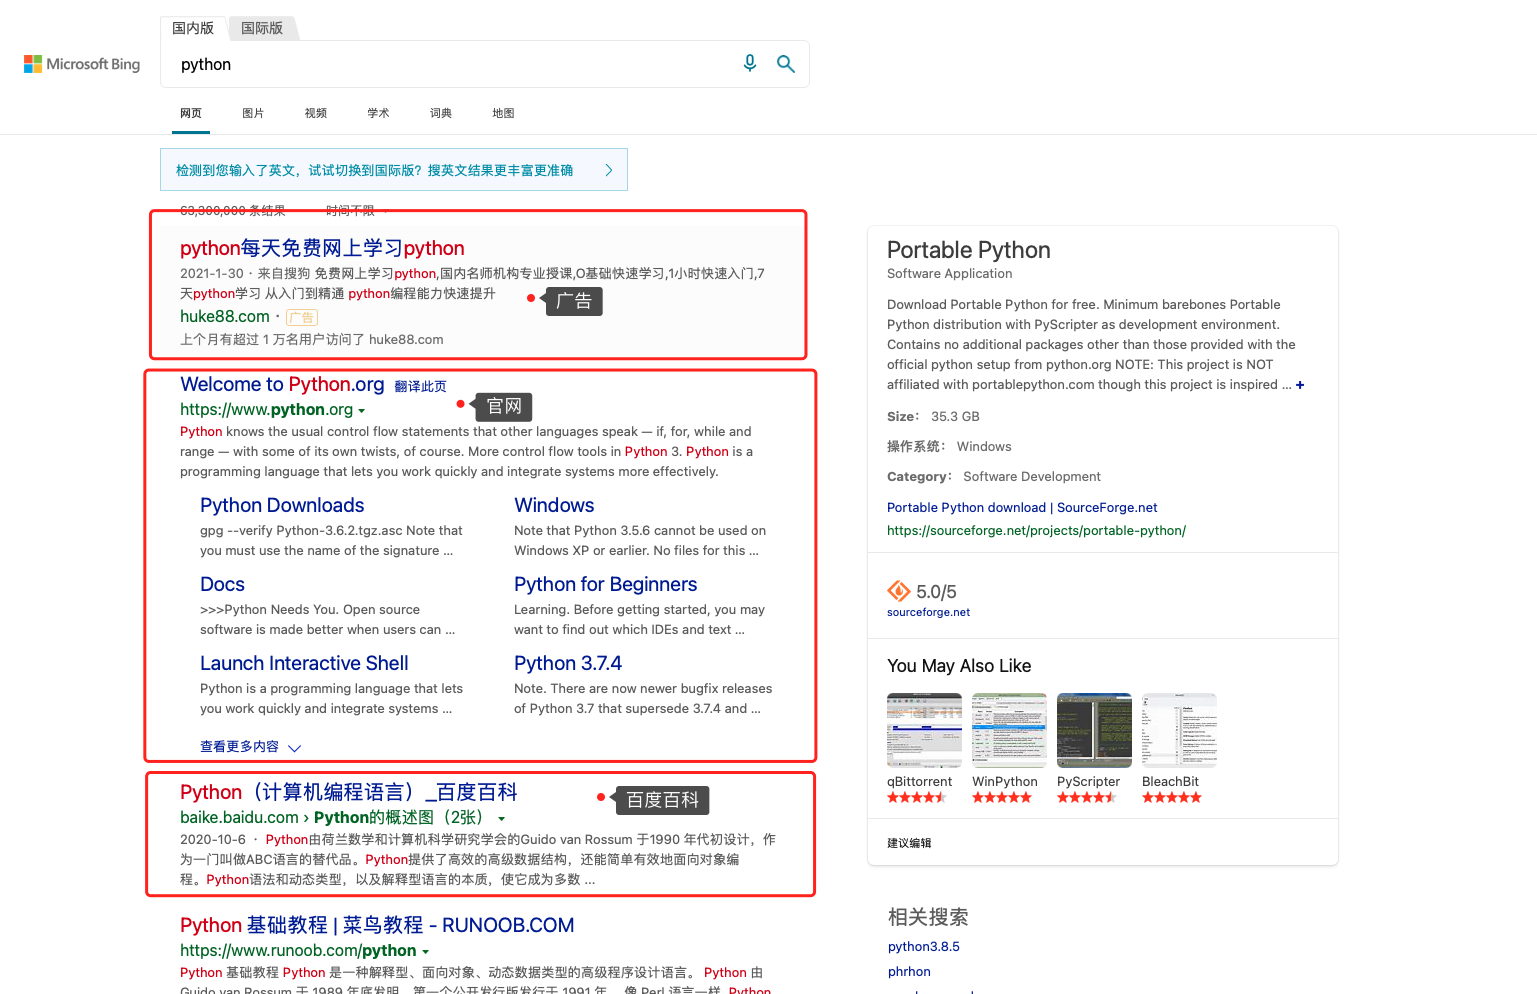 国内版
国际版
Microsoft Bing
python
网页
图片
视频
学术
词典
地图
检测到您输入了英文，试试切换到国际版？搜英文结果更丰富更准确
63,300,000 条结果
时间不限
python每天免费网上学习python
2021-1-30 · 来自搜狗 免费网上学习python,国内名师机构专业授课,O基础快速学习,1小时快速入门,7
天python学习 从入门到精通 python编程能力快速提升
广告
huke88.com · 广告
上个月有超过 1 万名用户访问了 huke88.com
Welcome to Python.org 翻译此页
https://www.python.org
官网
Python knows the usual control flow statements that other languages speak — if, for, while and
range — with some of its own twists, of course. More control flow tools in Python 3. Python is a
programming language that lets you work quickly and integrate systems more effectively.
Python Downloads
gpg --verify Python-3.6.2.tgz.asc Note that
you must use the name of the signature ...
Windows
Note that Python 3.5.6 cannot be used on
Windows XP or earlier. No files for this ...
Docs
>>>Python Needs You. Open source
software is made better when users can ...
Python for Beginners
Learning. Before getting started, you may
want to find out which IDEs and text ...
Launch Interactive Shell
Python is a programming language that lets
you work quickly and integrate systems ...
Python 3.7.4
Note. There are now newer bugfix releases
of Python 3.7 that supersede 3.7.4 and ...
查看更多内容
Python（计算机编程语言）_百度百科
百度百科
baike.baidu.com › Python的概述图（2张）
2020-10-6 · Python由荷兰数学和计算机科学研究学会的Guido van Rossum 于1990 年代初设计，作
为一门叫做ABC语言的替代品。Python提供了高效的高级数据结构，还能简单有效地面向对象编
程。Python语法和动态类型，以及解释型语言的本质，使它成为多数 ...
Python 基础教程 | 菜鸟教程 - RUNOOB.COM
https://www.runoob.com/python
Python 基础教程 Python 是一种解释型、面向对象、动态数据类型的高级程序设计语言。 Python 由
Guido van Rossum 于 1989 年底发明，第一个公开发行版发行于 1991 年。 像 Perl 语言一样, Python
Portable Python
Software Application
Download Portable Python for free. Minimum barebones Portable
Python distribution with PyScripter as development environment.
Contains no additional packages other than those provided with the
official python setup from python.org NOTE: This project is NOT
affiliated with portablepython.com though this project is inspired ... +
Size： 35.3 GB
操作系统： Windows
Category： Software Development
Portable Python download | SourceForge.net
https://sourceforge.net/projects/portable-python/
5.0/5
sourceforge.net
You May Also Like
qBittorrent
WinPython
PyScripter
BleachBit
建议编辑
相关搜索
python3.8.5
phrhon